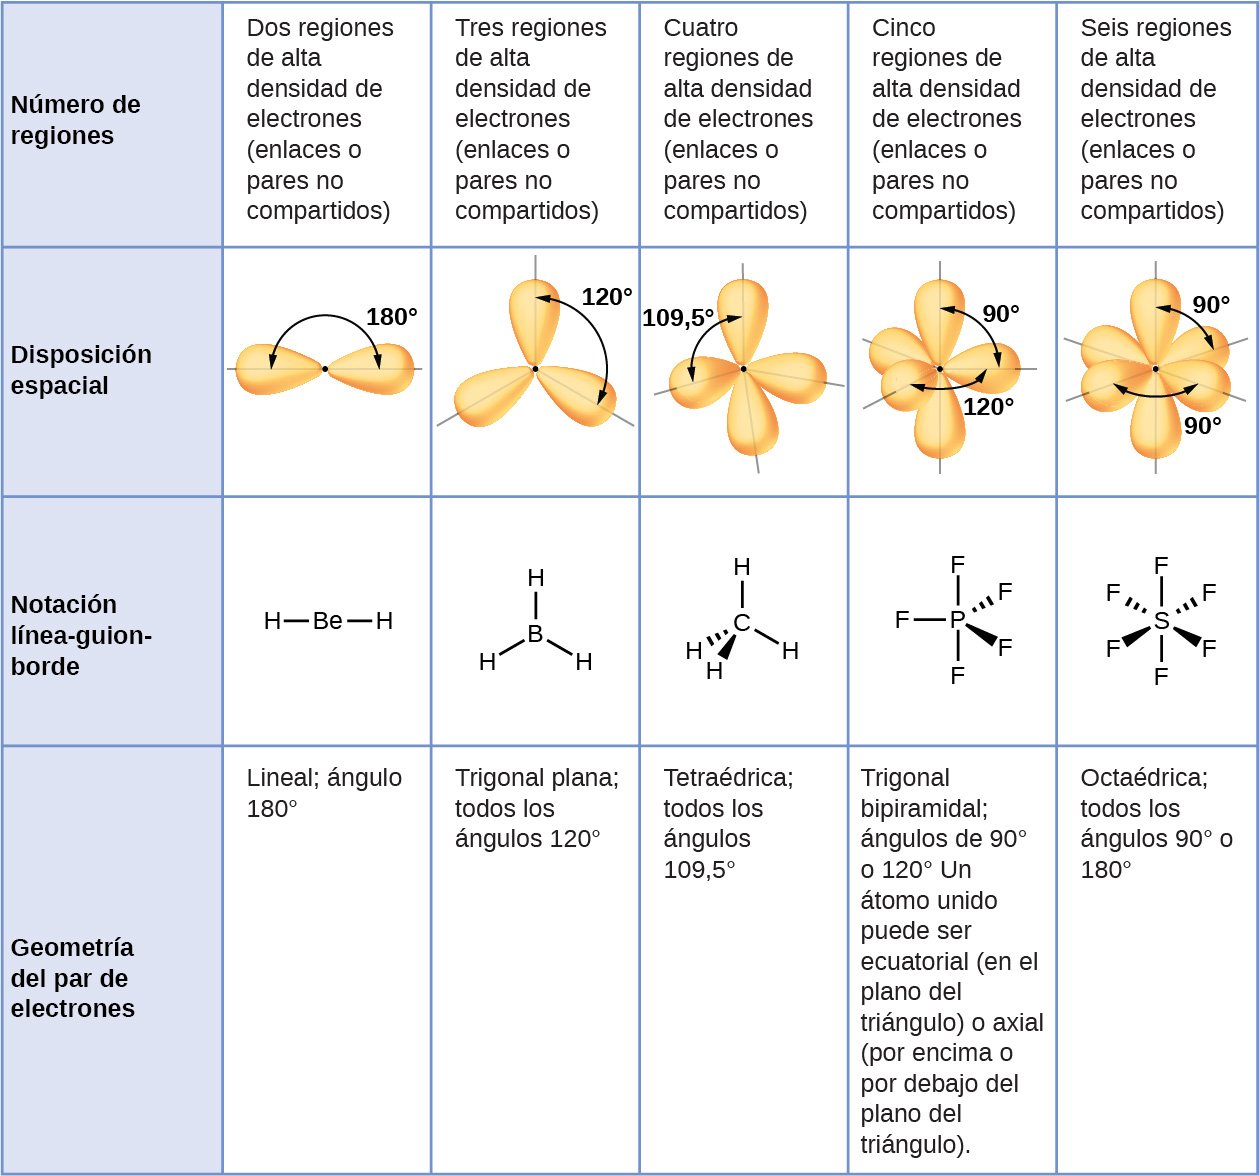 Número de
regiones
Dos regiones
de alta
densidad de
electrones
(enlaces o
pares no
compartidos)
Tres regiones
de alta
densidad de
electrones
(enlaces o
pares no
compartidos)
Cuatro
regiones de
alta densidad
de electrones
(enlaces o
pares no
compartidos)
Cinco
regiones de
alta densidad
de electrones
(enlaces o
pares no
compartidos)
Seis regiones
de alta
densidad de
electrones
(enlaces o
pares no
compartidos)
Disposición
espacial
180°
120°
109,5°
90°
120°
90°
90°
Notación
línea-guion-
borde
H Be H
H
B
H H
H
C
H H
H
F
F
F P
F
F
F
F F
S
F F
F
Geometría
del par de
electrones
Lineal; ángulo
180°
Trigonal plana;
todos los
ángulos 120°
Tetraédrica;
todos los
ángulos
109,5°
Trigonal
bipiramidal;
ángulos de 90°
o 120° Un
átomo unido
puede ser
ecuatorial (en el
plano del
triángulo) o axial
(por encima o
por debajo del
plano del
triángulo).
Octaédrica;
todos los
ángulos 90° o
180°